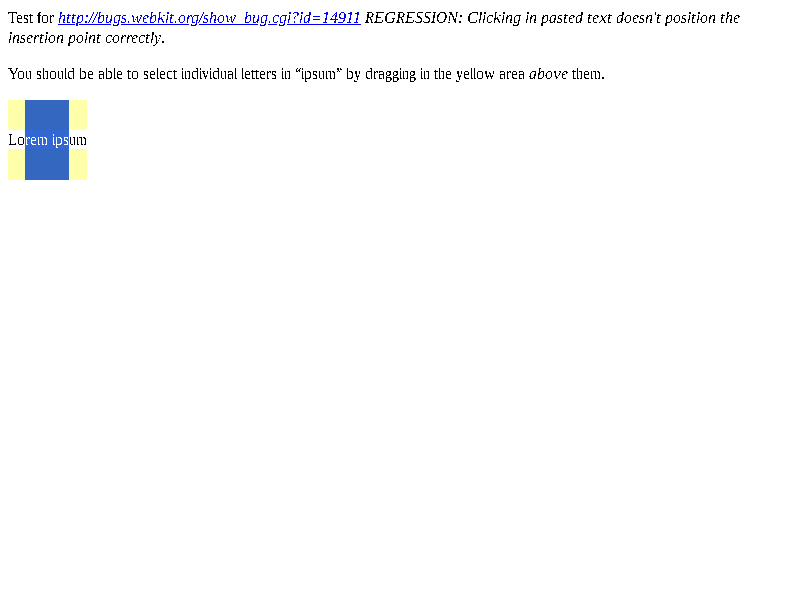 Test for http://bugs.webkit.org/show_bug.cgi?id=14911 REGRESSION: Clicking in pasted text doesn't position the
insertion point correctly.
You should be able to select individual letters in “ipsum” by dragging in the yellow area above them.
Lorem ipsum